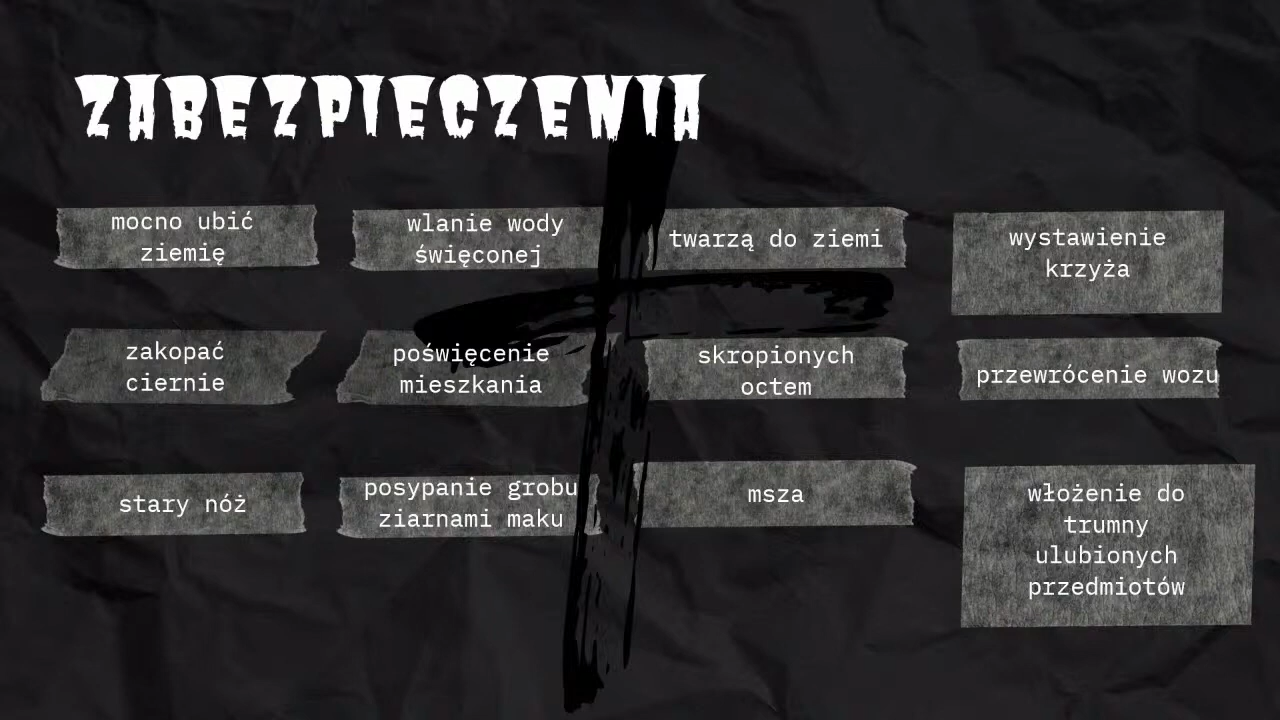 ZABEZPIECZENIA
mocno ubić
ziemię
wlanie wody
święconej
twarzą do ziemi
wystawienie
krzyża
zakopać
ciernie
poświęcenie
mieszkania
skropionych
octem
przewrócenie wozu
stary nóż
posypanie grobu
ziarnami maku
msza
włożenie do
trumny
ulubionych
przedmiotów